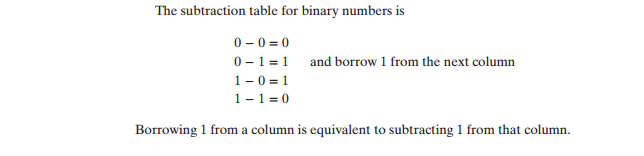 The subtraction table for binary numbers is
0 – 0 = 0
0 – 1 = 1 and borrow 1 from the next column
1 – 0 = 1
1 – 1 = 0
Borrowing 1 from a column is equivalent to subtracting 1 from that column.